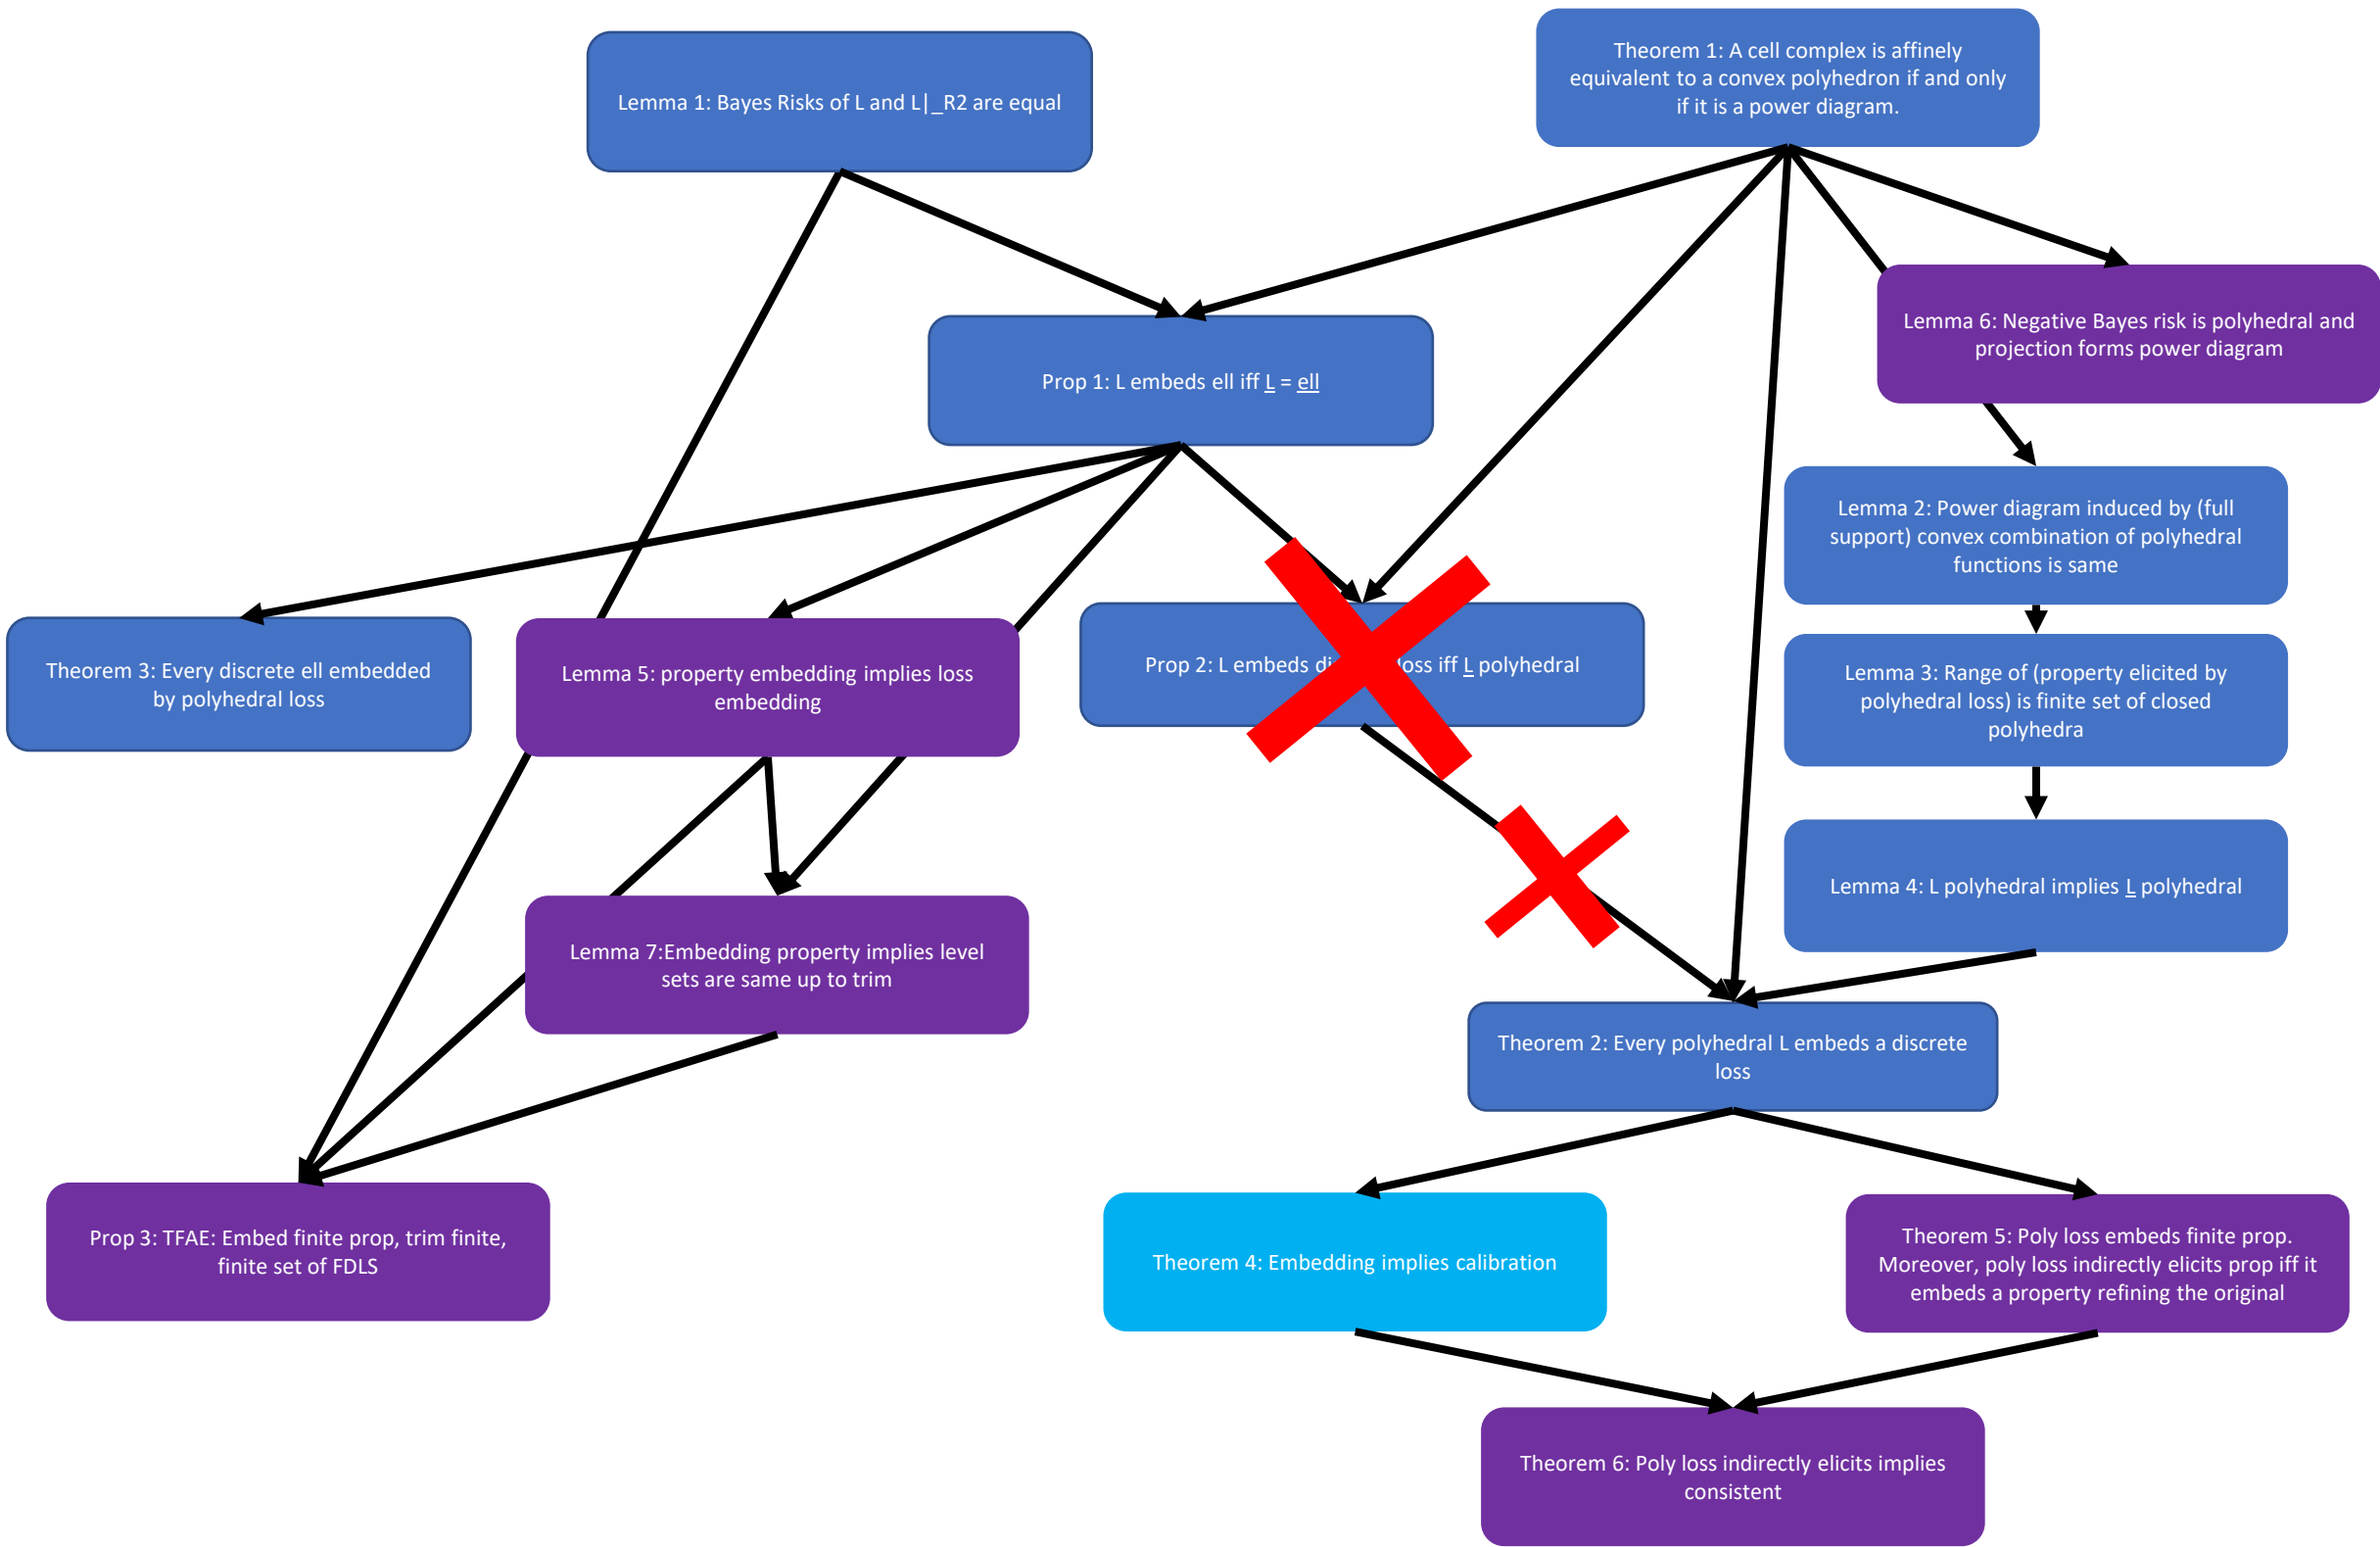 Lemma 1: Bayes Risks of L and L|_R2 are equal
Theorem 1: A cell complex is affinely
equivalent to a convex polyhedron if and only
if it is a power diagram.
Lemma 6: Negative Bayes risk is polyhedral and
projection forms power diagram
Prop 1: L embeds ell iff L = ell
Lemma 2: Power diagram induced by (full
support) convex combination of polyhedral
functions is same
Theorem 3: Every discrete ell embedded
by polyhedral loss
Lemma 5: property embedding implies loss
embedding
Prop 2: L embeds loss iff L polyhedral
Lemma 3: Range of (property elicited by
polyhedral loss) is finite set of closed
polyhedra
Lemma 4: L polyhedral implies L polyhedral
Lemma 7:Embedding property implies level
sets are same up to trim
Theorem 2: Every polyhedral L embeds a discrete
loss
Prop 3: TFAE: Embed finite prop, trim finite,
finite set of FDLS
Theorem 4: Embedding implies calibration
Theorem 5: Poly loss embeds finite prop.
Moreover, poly loss indirectly elicits prop iff it
embeds a property refining the original
Theorem 6: Poly loss indirectly elicits implies
consistent